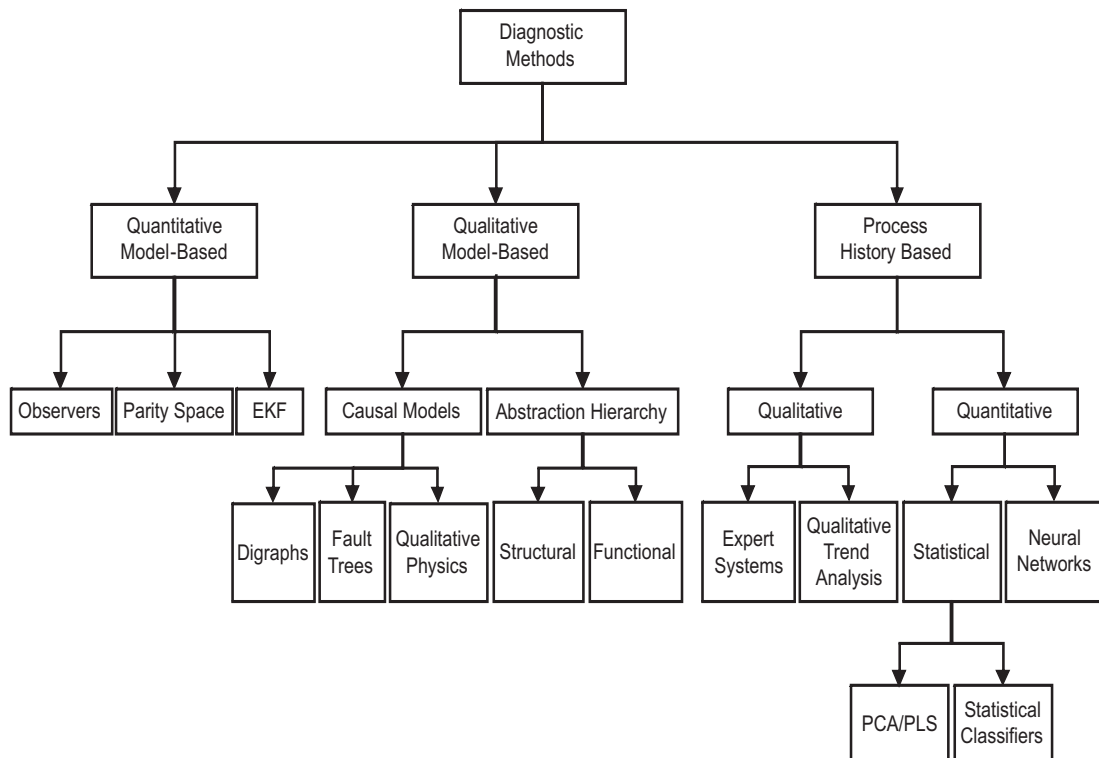 Diagnostic
Methods
Quantitative
Model-Based
Qualitative
Model-Based
Process
History Based
Observers
Parity Space
EKF
Causal Models
Abstraction Hierarchy
Qualitative
Quantitative
Digraphs
Fault
Trees
Qualitative
Physics
Structural
Functional
Expert
Systems
Qualitative
Trend
Analysis
Statistical
Neural
Networks
PCA/PLS
Statistical
Classifiers